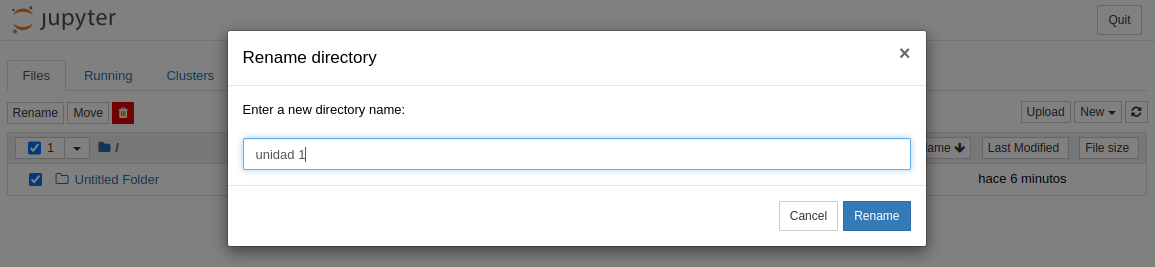 jupyter
Quit
Rename directory
×
Files Running Clusters
Enter a new directory name:
Rename Move
Upload New
1 /
unidad 1
Last Modified File size
Untitled Folder
hace 6 minutos
Cancel Rename